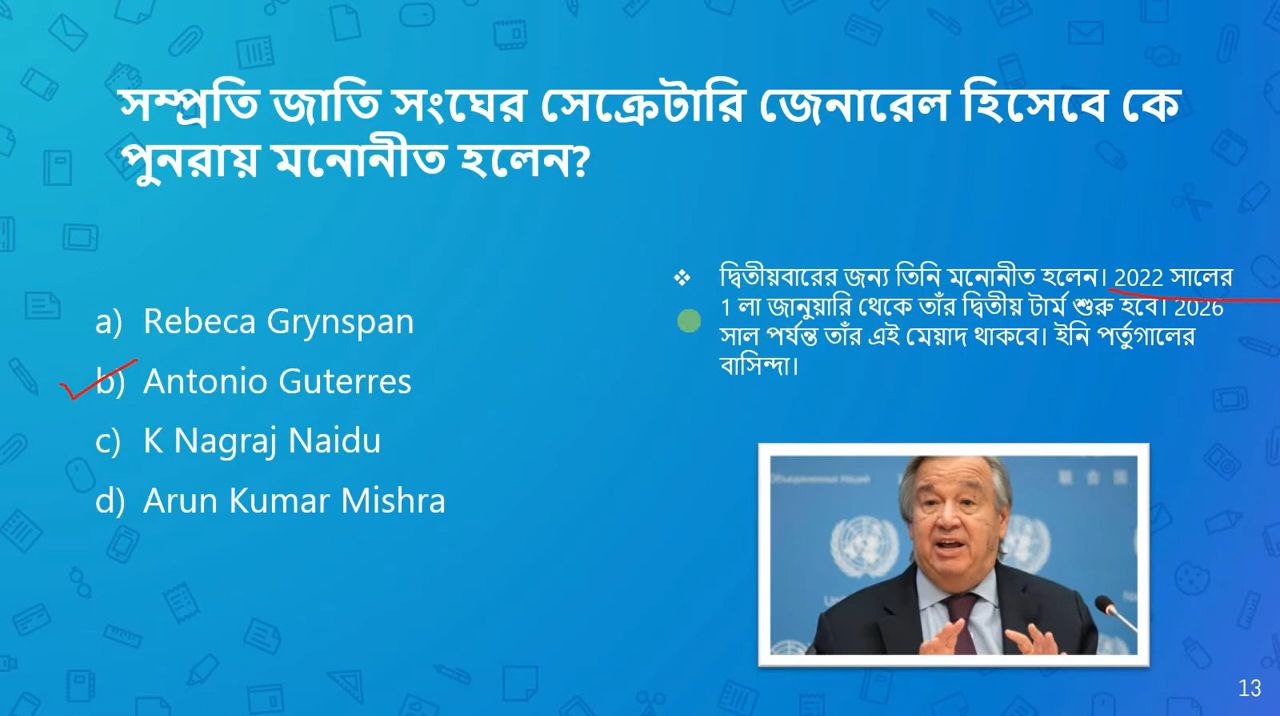 সম্প্রতি জাতি সংঘের সেক্রেটারি জেনারেল হিসেবে কে
পুনরায় মনোনীত হলেন?
a) Rebeca Grynspan
b) Antonio Guterres
c) K Nagraj Naidu
d) Arun Kumar Mishra
দ্বিতীয়বারের জন্য তিনি মনোনীত হলেন। 2022 সালের
1 লা জানুয়ারি থেকে তাঁর দ্বিতীয় টার্ম শুরু হবে। 2026
সাল পর্যন্ত তাঁর এই মেয়াদ থাকবে। ইনি পর্তুগালের
বাসিন্দা।
13